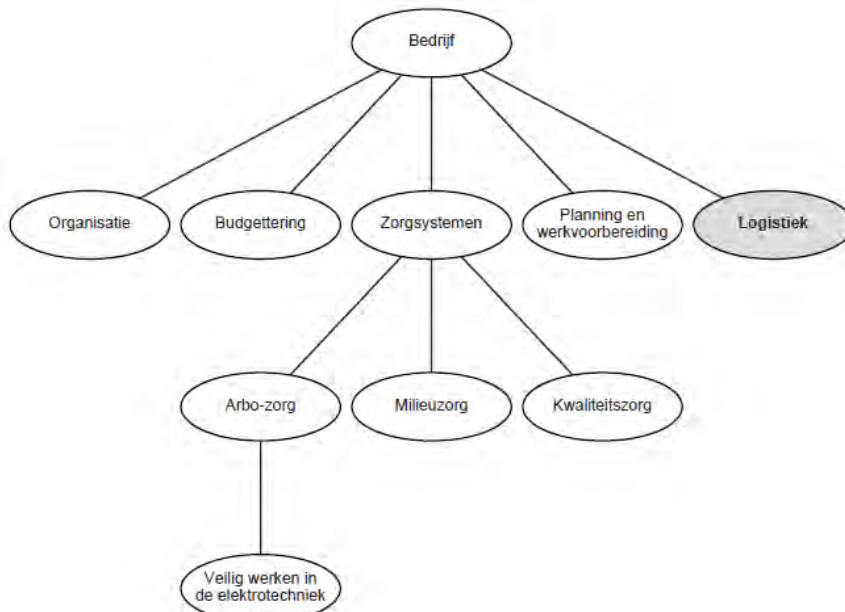 Bedrijf
Organisatie
Budgettering
Zorgsystemen
Planning en
werkvoorbereiding
Logistiek
Arbo-zorg
Milieuzorg
Kwaliteitszorg
Veilig werken in
de elektrotechniek